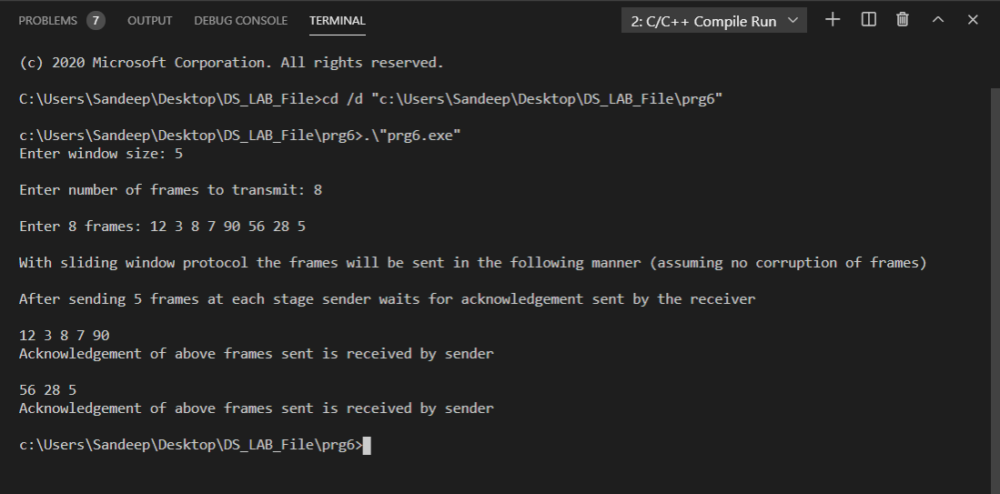 PROBLEMS 7 OUTPUT DEBUG CONSOLE TERMINAL 2: C/C++ Compile Run
(c) 2020 Microsoft Corporation. All rights reserved.
C:\Users\Sandeep\Desktop\DS_LAB_File>cd /d "c:\Users\Sandeep\Desktop\DS_LAB_File\prg6"
c:\Users\Sandeep\Desktop\DS_LAB_File\prg6>.\"prg6.exe"
Enter window size: 5
Enter number of frames to transmit: 8
Enter 8 frames: 12 3 8 7 90 56 28 5
With sliding window protocol the frames will be sent in the following manner (assuming no corruption of frames)
After sending 5 frames at each stage sender waits for acknowledgement sent by the receiver
12 3 8 7 90
Acknowledgement of above frames sent is received by sender
56 28 5
Acknowledgement of above frames sent is received by sender
c:\Users\Sandeep\Desktop\DS_LAB_File\prg6>